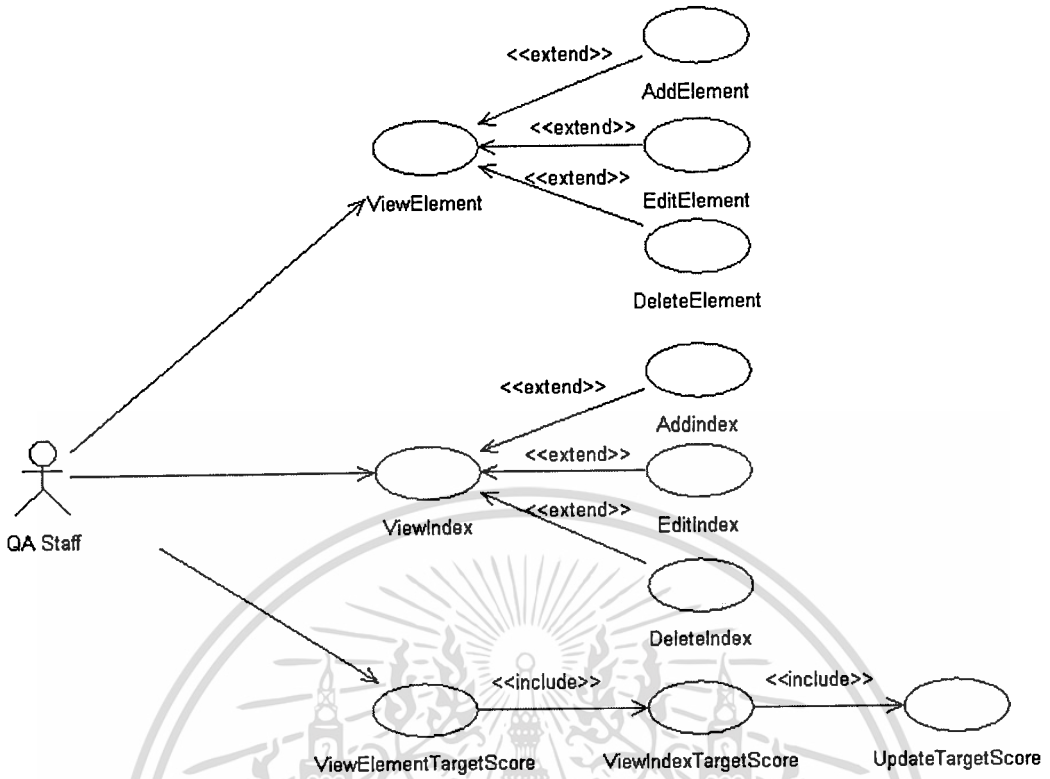 <<extend>>
AddElement
<<extend>>
ViewElement
<<extend>>
EditElement
DeleteElement
<<extend>>
Addindex
<<extend>>
ViewIndex
<<extend>>
EditIndex
QA Staff
DeleteIndex
<<include>>
<<include>>
ViewElementTargetScore
ViewIndexTargetScore
UpdateTargetScore